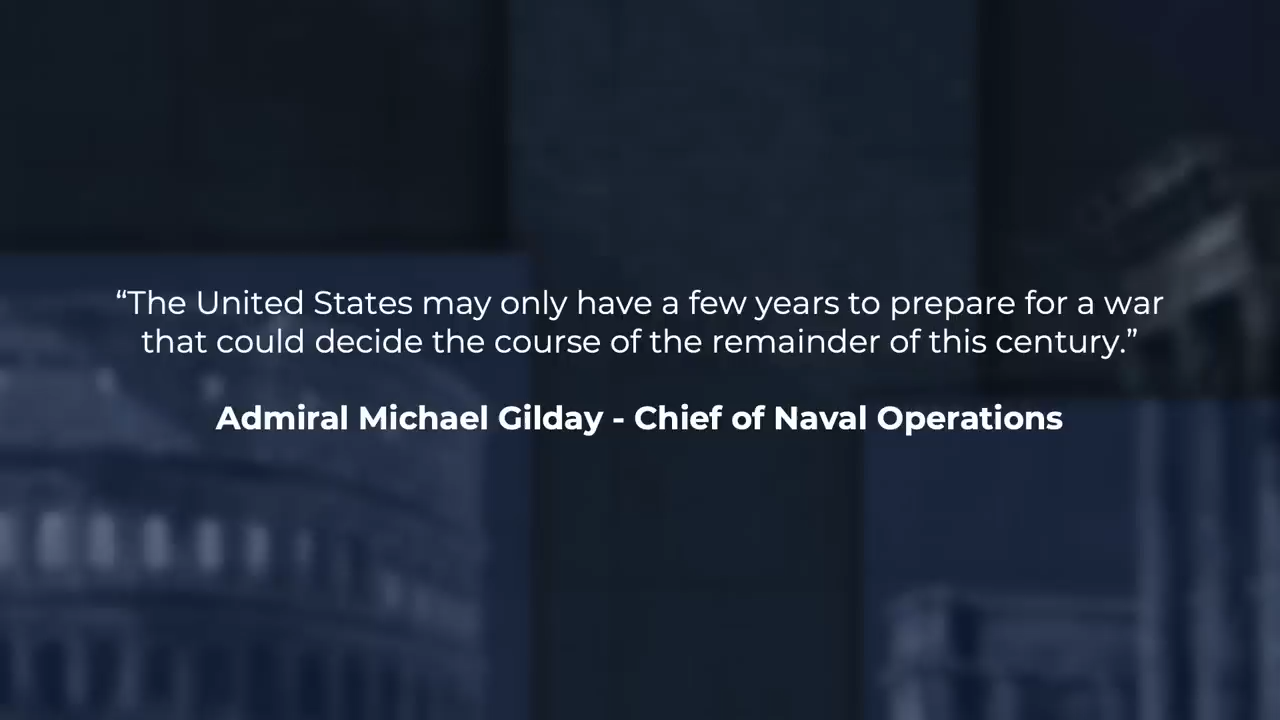 “The United States may only have a few years to prepare for a war
that could decide the course of the remainder of this century.”
Admiral Michael Gilday - Chief of Naval Operations